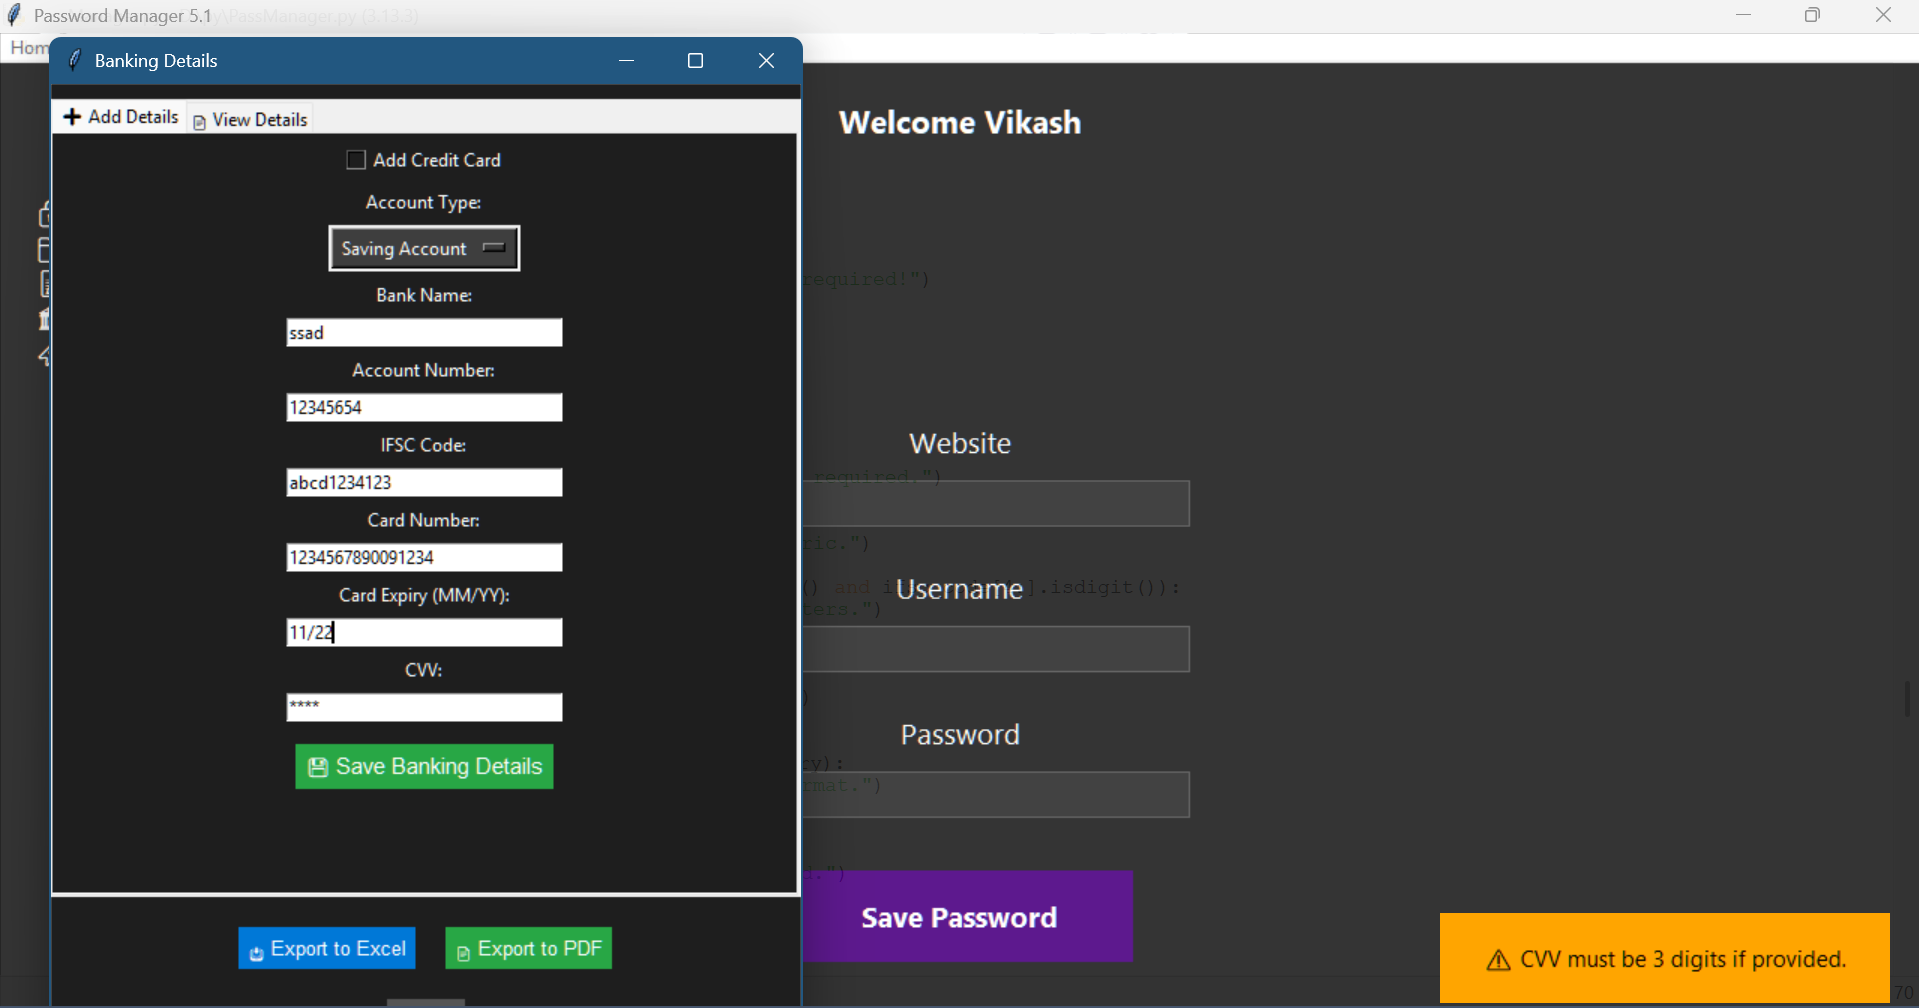 Password Manager 5.1
\PassManager.py (3.13.3)
Hom
Banking Details
Add Details
View Details
Add Credit Card
Account Type:
Saving Account
Bank Name:
ssad
Account Number:
12345654
IFSC Code:
abcd1234123
Card Number:
1234567890091234
Card Expiry (MM/YY):
11/22
CVV:
****
Save Banking Details
Export to Excel
Export to PDF
Welcome Vikash
required!")
Website
required.")
ric.")
() and i
].isdigit()):
Username
ters.")
)
Password
y):
rmat.")
d.")
Save Password
⚠ CVV must be 3 digits if provided.
70